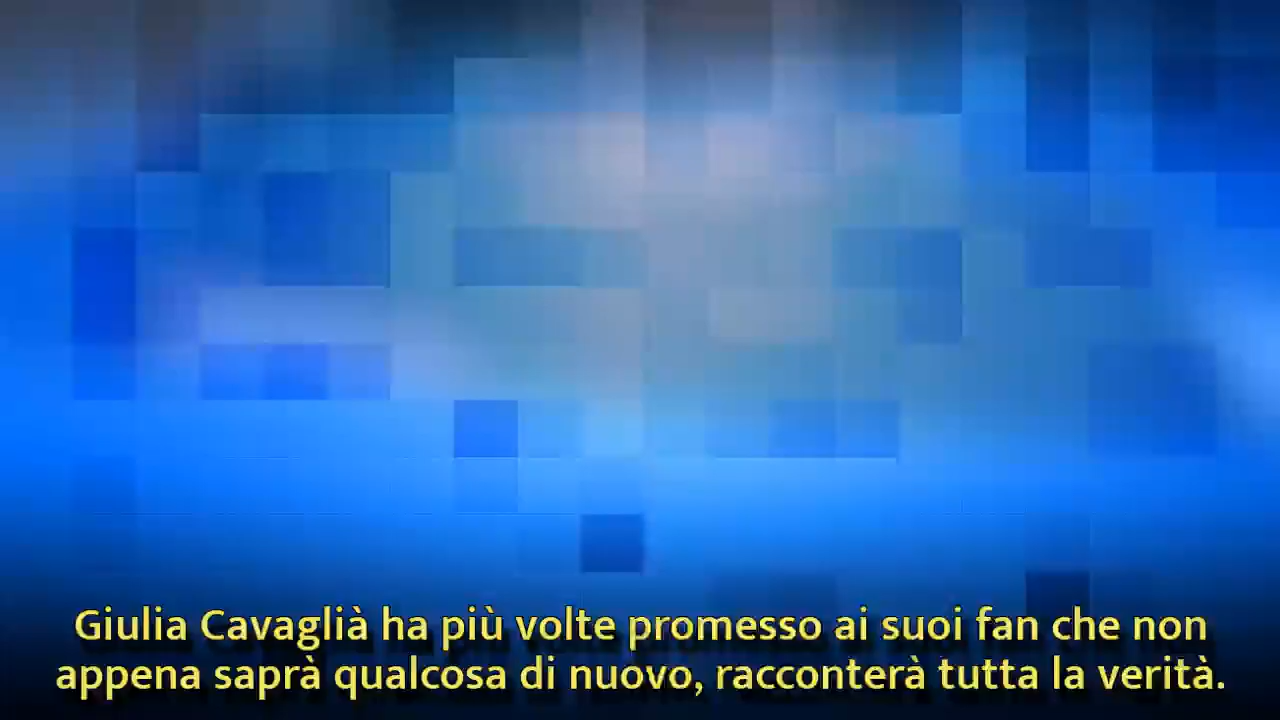 Giulia Cavaglià ha più volte promesso ai suoi fan che non
appena saprà qualcosa di nuovo, racconterà tutta la verità.